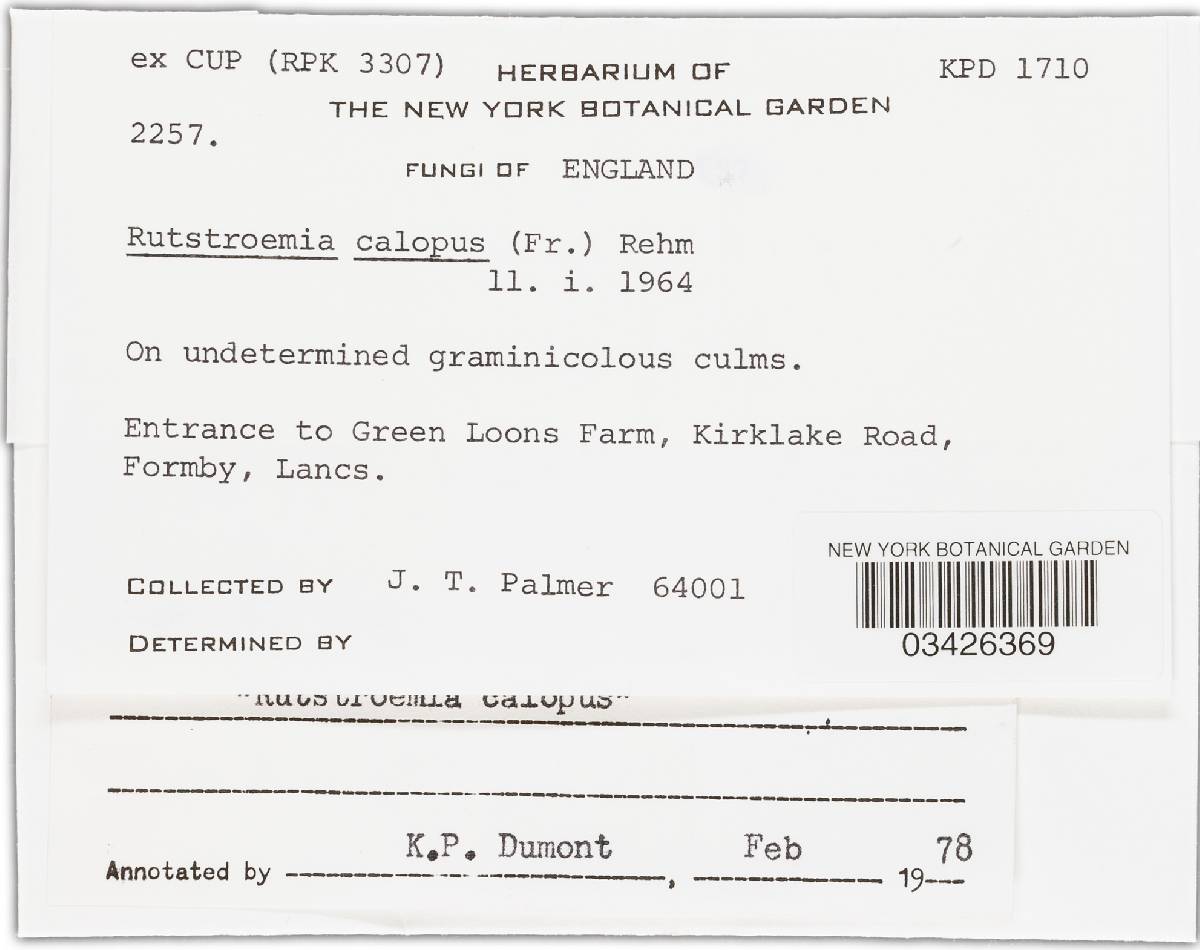 ex CUP (RPK 3307) HERBARIUM OF KPD 1710
THE NEW YORK BOTANICAL GARDEN
2257.
FUNGI OF ENGLAND
Rutstroemia calopus (Fr.) Rehm
11. i. 1964
On undetermined graminicolous culms.
Entrance to Green Loons Farm, Kirklake Road,
Formby, Lancs.
NEW YORK BOTANICAL GARDEN
COLLECTED BY J. T. Palmer 64001
03426369
DETERMINED BY
"Rutstroemia calopus"
K.P. Dumont Feb 78
Annotated by , 19